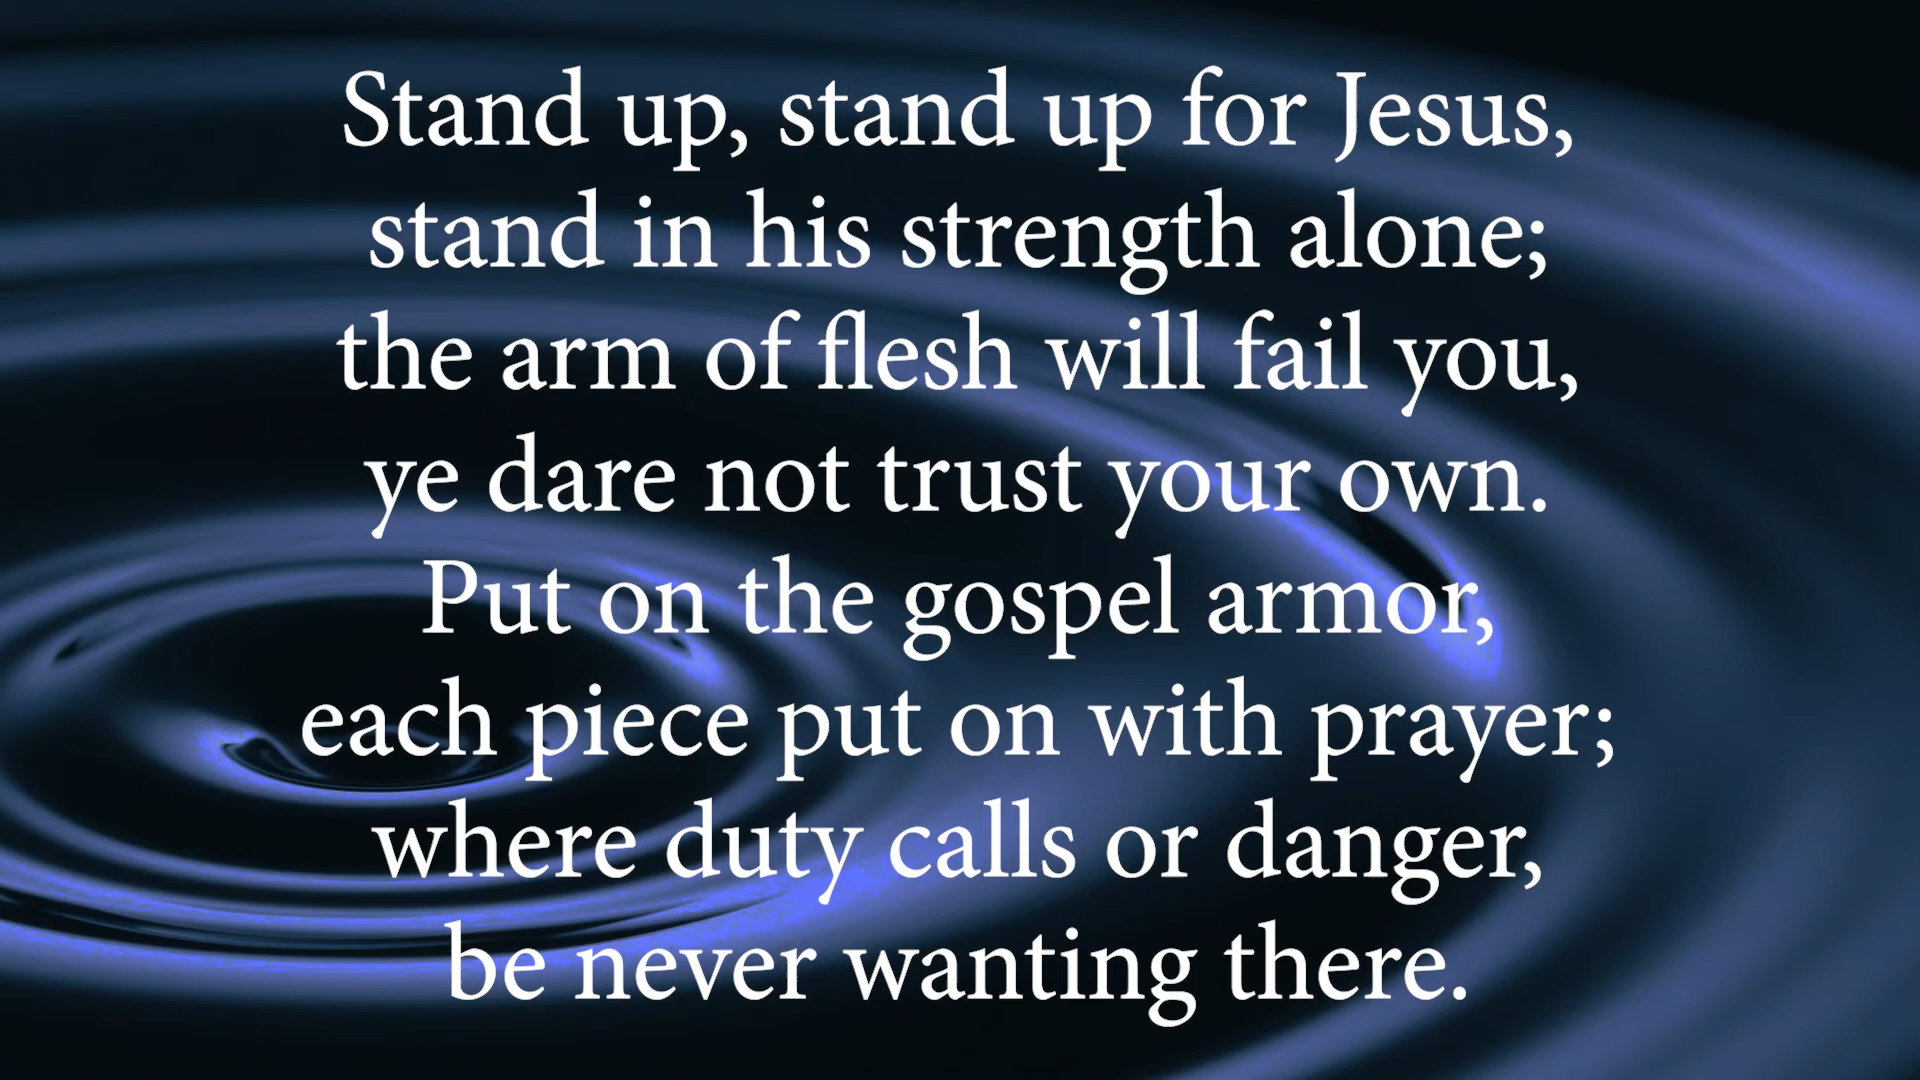 Stand up, stand up for Jesus,
stand in his strength alone;
the arm of flesh will fail you,
ye dare not trust your own.
Put on the gospel armor,
each piece put on with prayer;
where duty calls or danger,
be never wanting there.